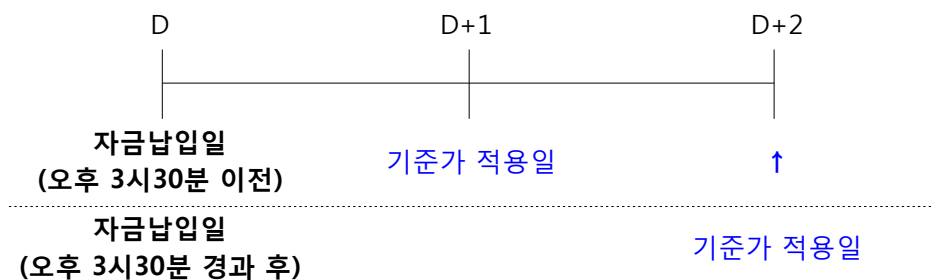 D D+1 D+2
자금납입일
(오후 3시30분 이전)
기준가 적용일
↑
자금납입일
(오후 3시30분 경과 후)
기준가 적용일